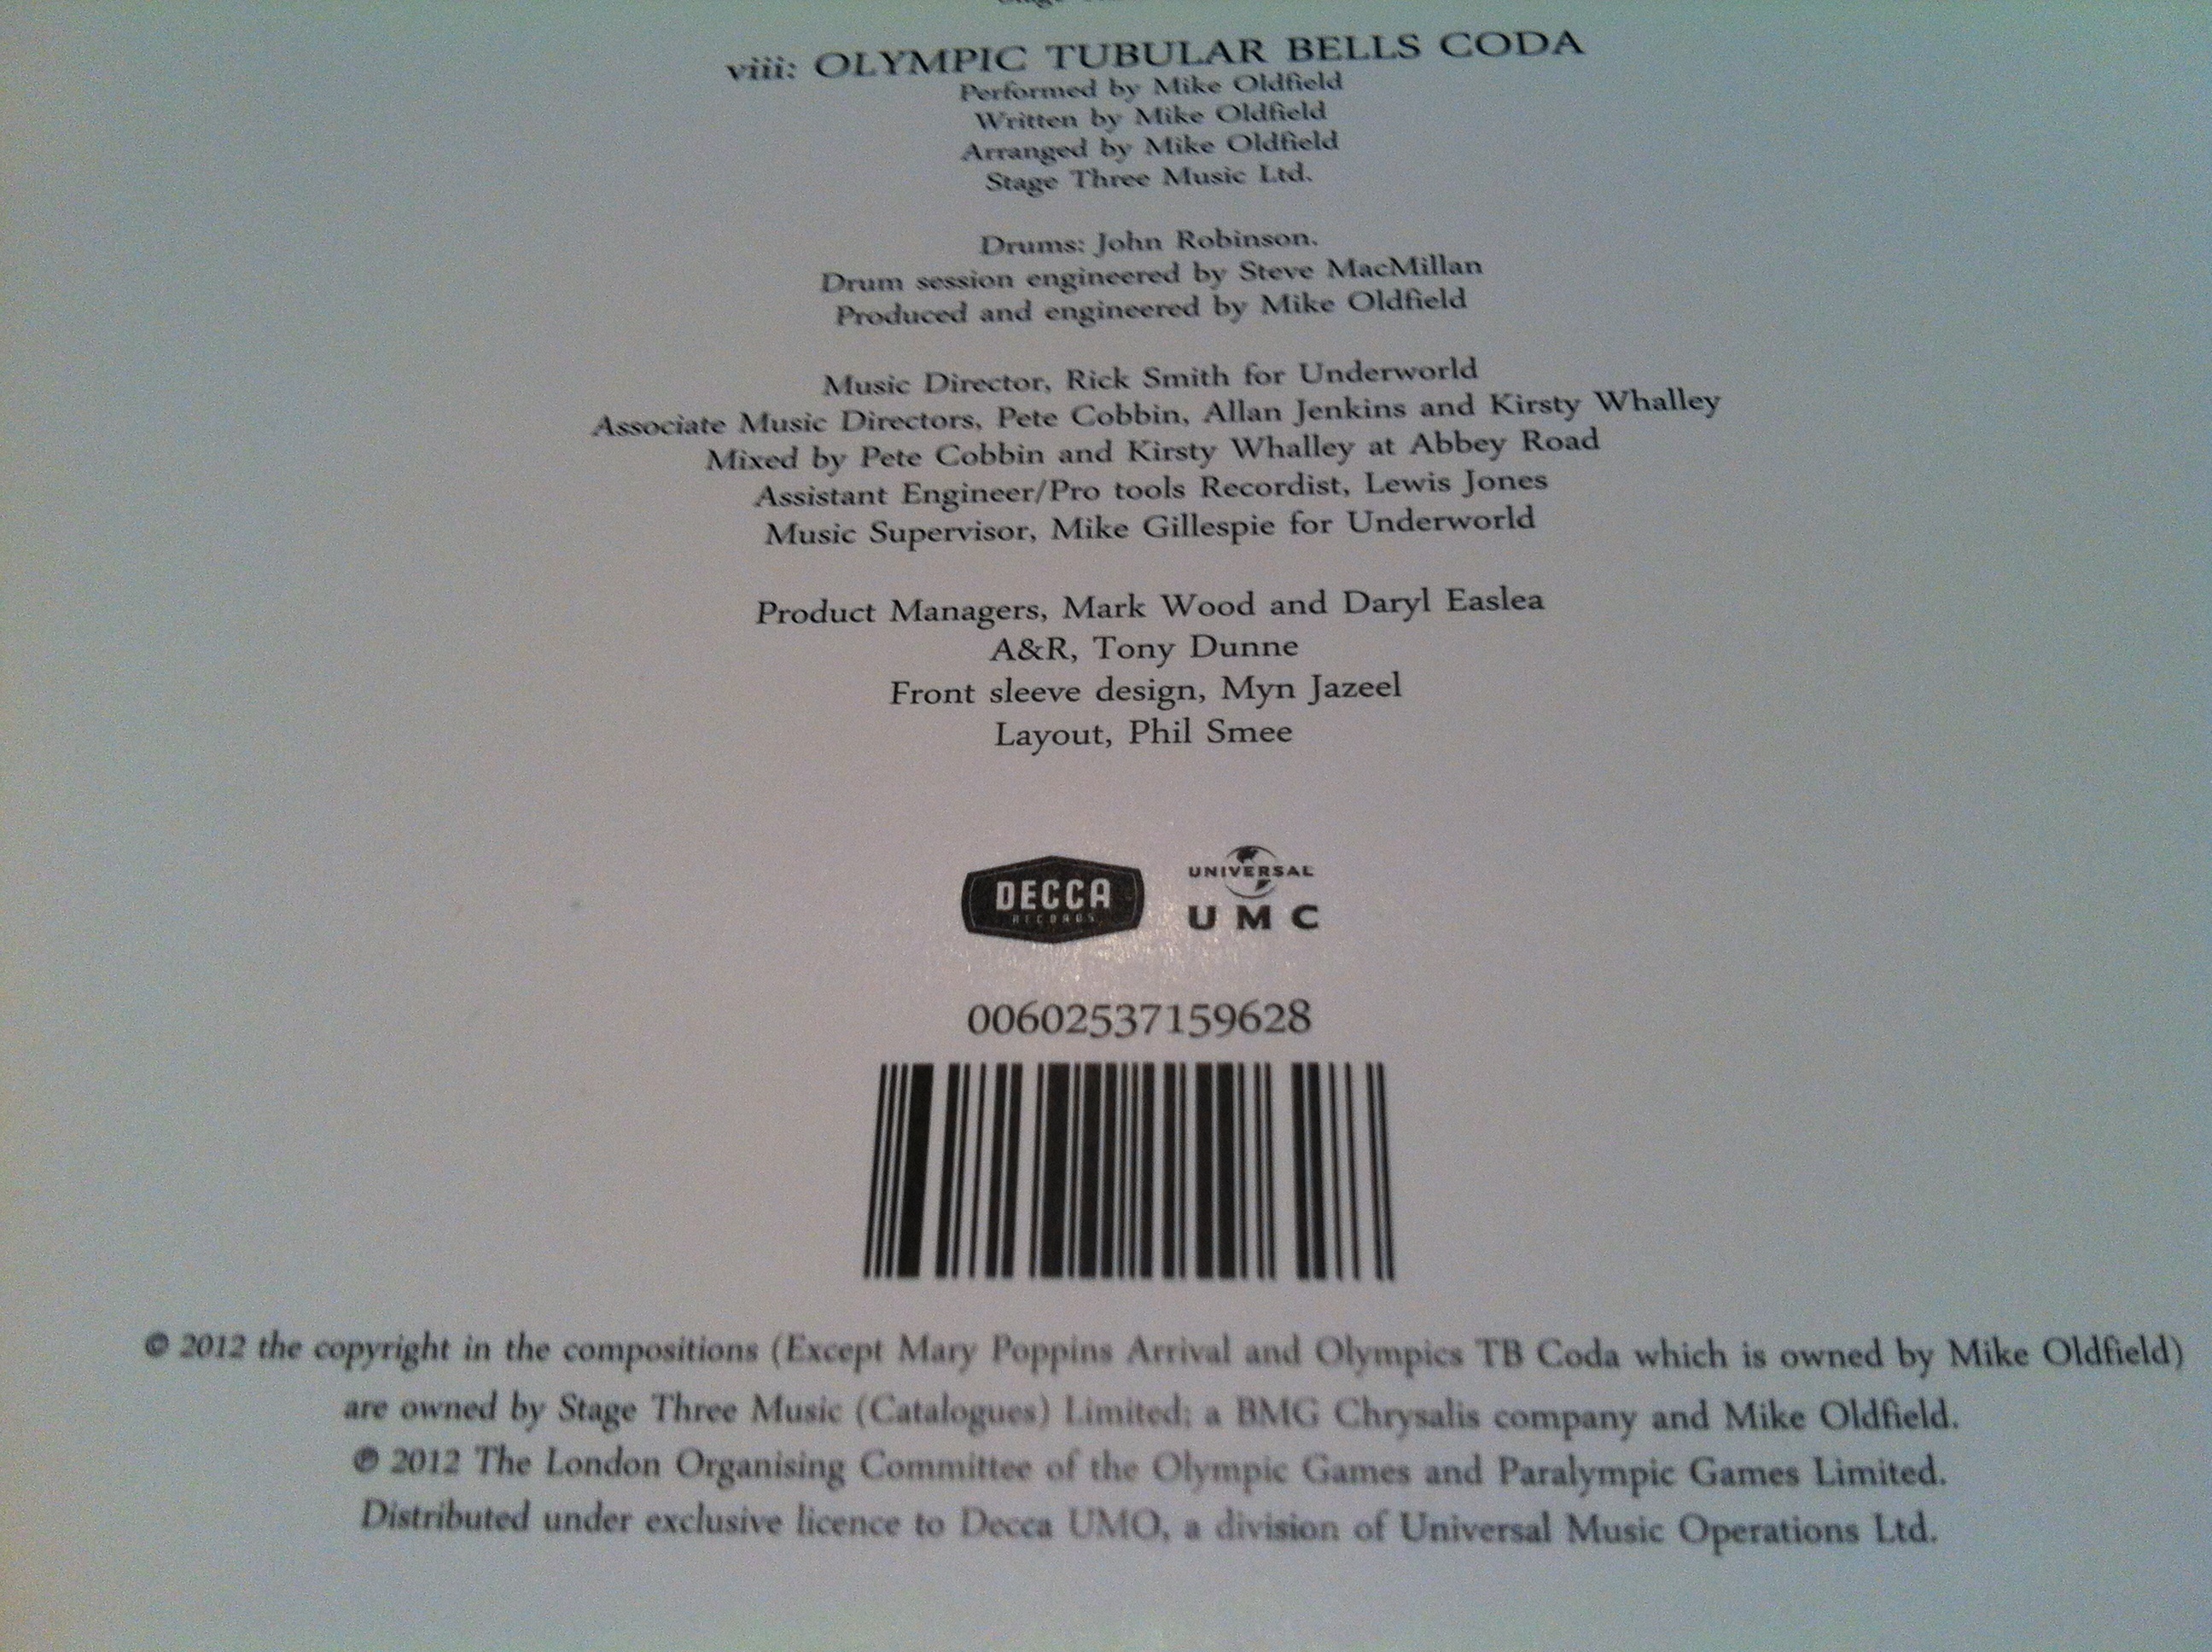 viii: OLYMPIC TUBULAR BELLS CODA
Performed by Mike Oldfield
Written by Mike Oldfield
Arranged by Mike Oldfield
Stage Three Music Ltd.
Drums: John Robinson.
Drum session engineered by Steve MacMillan
Produced and engineered by Mike Oldfield
Music Director, Rick Smith for Underworld
Associate Music Directors, Pete Cobbin, Allan Jenkins and Kirsty Whalley
Mixed by Pete Cobbin and Kirsty Whalley at Abbey Road
Assistant Engineer/Pro tools Recordist, Lewis Jones
Music Supervisor, Mike Gillespie for Underworld
Product Managers, Mark Wood and Daryl Easlea
A&R, Tony Dunne
Front sleeve design, Myn Jazeel
Layout, Phil Smee
DECCA
RECORDS
UNIVERSAL
UMC
00602537159628
© 2012 the copyright in the compositions (Except Mary Poppins Arrival and Olympics TB Coda which is owned by Mike Oldfield)
are owned by Stage Three Music (Catalogues) Limited; a BMG Chrysalis company and Mike Oldfield.
℗ 2012 The London Organising Committee of the Olympic Games and Paralympic Games Limited.
Distributed under exclusive licence to Decca UMO, a division of Universal Music Operations Ltd.